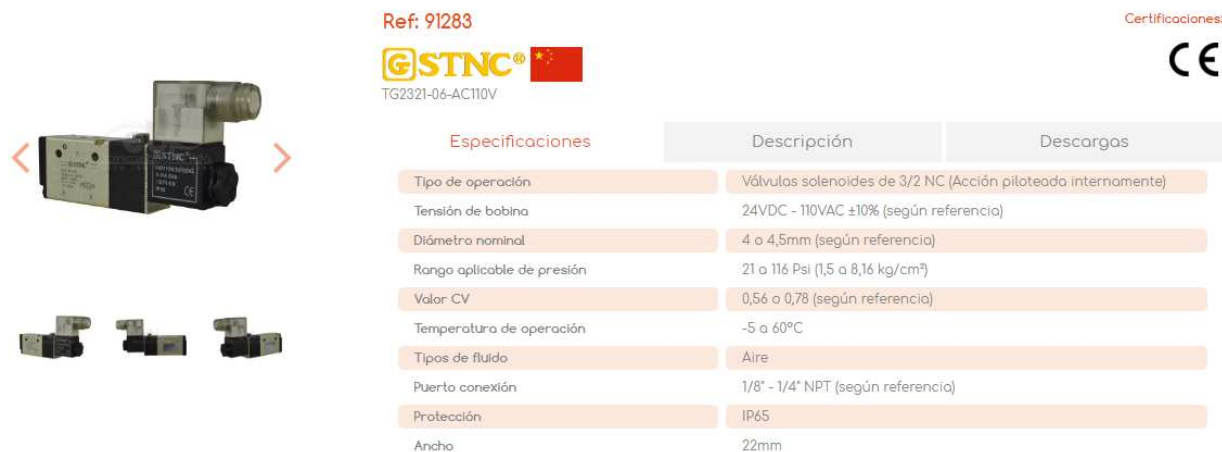 Ref: 91283
Certificaciones:
GSTNC®
CE
TG2321-06-AC110V
Especificaciones Descripción Descargas
Tipo de operación Válvulas solenoides de 3/2 NC (Acción piloteada internamente)
Tensión de bobina 24VDC - 110VAC ±10% (según referencia)
Diámetro nominal 4 o 4,5mm (según referencia)
Rango aplicable de presión 21 a 116 Psi (1,5 a 8,16 kg/cm²)
Valor CV 0,56 o 0,78 (según referencia)
Temperatura de operación -5 a 60ºC
Tipos de fluido Aire
Puerto conexión 1/8" - 1/4" NPT (según referencia)
Protección IP65
Ancho 22mm